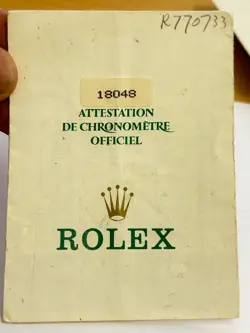 R770733
18048
ATTESTATION
DE CHRONOMÈTRE
OFFICIEL
ROLEX